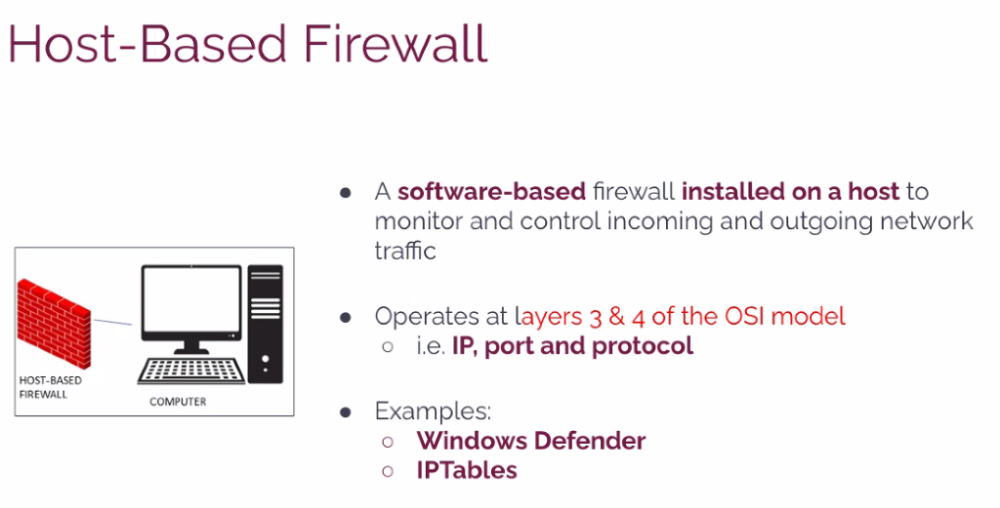 Host-Based Firewall
● A software-based firewall installed on a host to
monitor and control incoming and outgoing network
traffic
● Operates at layers 3 & 4 of the OSI model
○ i.e. IP, port and protocol
● Examples:
○ Windows Defender
○ IPTables
HOST-BASED
FIREWALL
COMPUTER